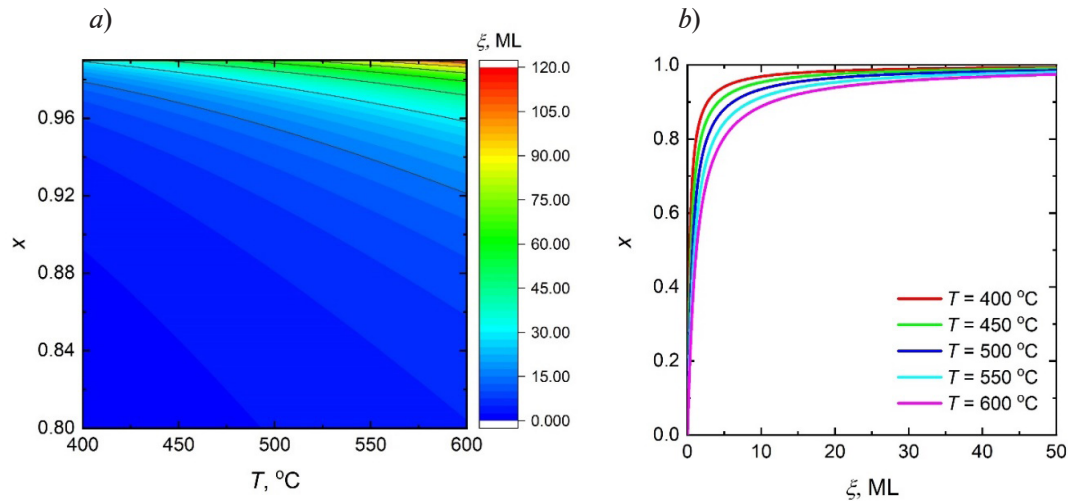 a)
ξ, ML
120.0
105.0
90.00
75.00
60.00
45.00
30.00
15.00
0.000
0.96
0.92
0.88
0.84
0.80
x
400
450
500
550
600
T, °C
b)
1.0
0.8
0.6
0.4
0.2
0.0
x
T = 400 °C
T = 450 °C
T = 500 °C
T = 550 °C
T = 600 °C
0
10
20
30
40
50
ξ, ML